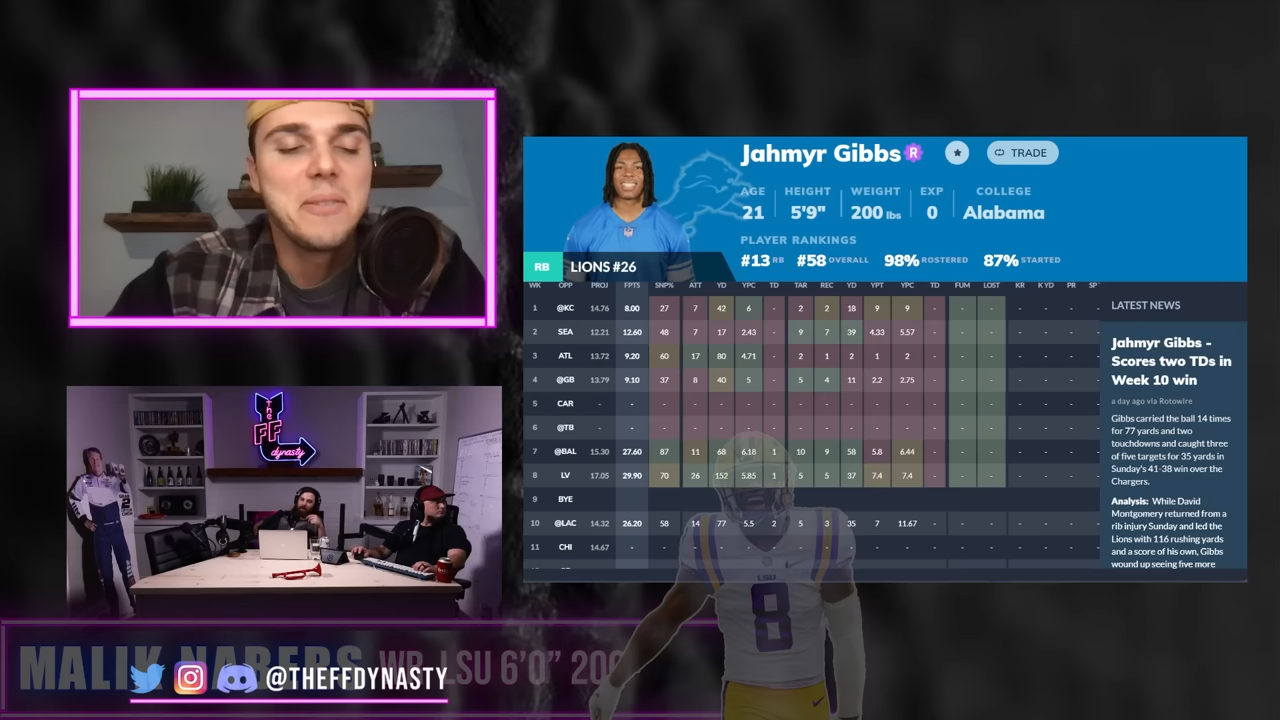 Jahmyr Gibbs R
TRADE
AGE HEIGHT WEIGHT EXP COLLEGE
21 5'9" 200 lbs 0 Alabama
PLAYER RANKINGS
#13 RB #58 OVERALL 98% ROSTERED 87% STARTED
RB LIONS #26
WK OPP PROJ FPTS SNP% ATT YD YPC TD TAR REC YD YPT YPC TD FUM LOST KR KYD PR SP
1 @KC 14.76 8.00 27 7 42 6 - 2 2 18 9 9 - - - - - - -
2 SEA 12.21 12.60 48 7 17 2.43 - 9 7 39 4.33 5.57 - - - - - - -
3 ATL 13.72 9.20 60 17 80 4.71 - 2 1 2 1 2 - - - - - - -
4 @GB 13.79 9.10 37 8 40 5 - 5 4 11 2.2 2.75 - - - - - - -
5 CAR - - - - - - - - - - - - - - - - - - -
6 @TB - - - - - - - - - - - - - - - - - - -
7 @BAL 15.30 27.60 87 11 68 6.18 1 10 9 58 5.8 6.44 - - - - - - -
8 LV 17.05 29.90 70 26 152 5.85 1 5 5 37 7.4 7.4 - - - - - - -
9 BYE
10 @LAC 14.32 26.20 58 14 77 5.5 2 5 3 35 7 11.67 - - - - - - -
11 CHI 14.67 - - - - - - - - - - - - - - - - - -
LATEST NEWS
Jahmyr Gibbs -
Scores two TDs in
Week 10 win
a day ago via Rotowire
Gibbs carried the ball 14 times
for 77 yards and two
touchdowns and caught three
of five targets for 35 yards in
Sunday's 41-38 win over the
Chargers.
Analysis: While David
Montgomery returned from a
rib injury Sunday and led the
Lions with 116 rushing yards
and a score of his own, Gibbs
wound up seeing five more
The
FF
dynasty
LSU
8
MALIK NABERS WR LSU 6'0" 200
@THEFFDYNASTY